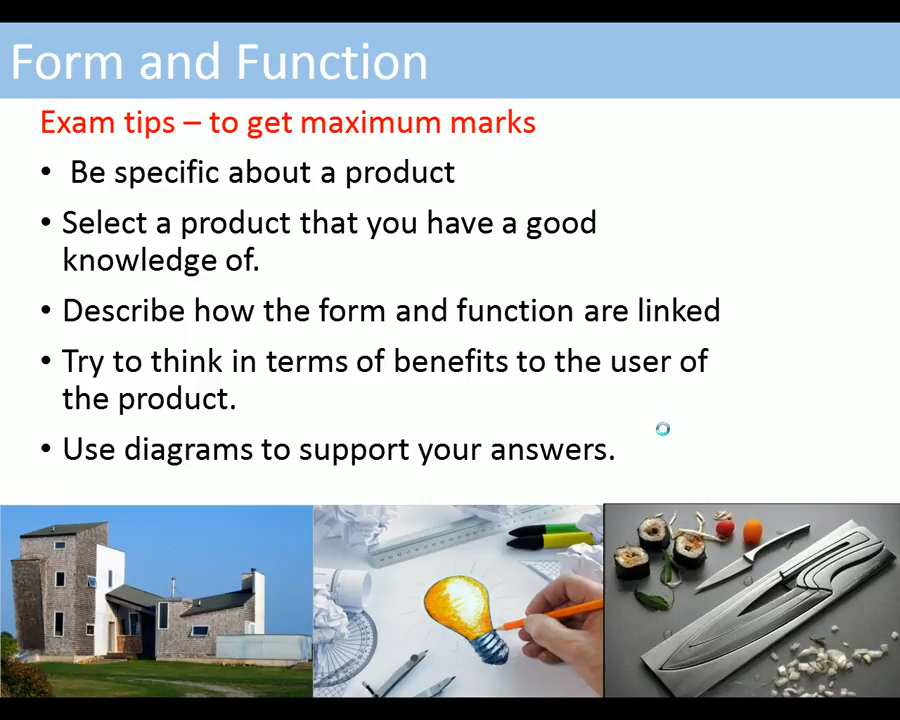 Form and Function
Exam tips – to get maximum marks
• Be specific about a product
• Select a product that you have a good
knowledge of.
• Describe how the form and function are linked
• Try to think in terms of benefits to the user of
the product.
• Use diagrams to support your answers.